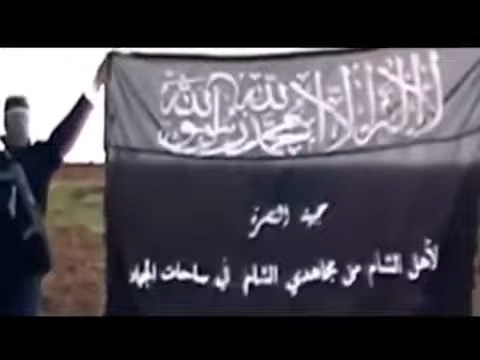 لا إله إلا الله محمد رسول الله
جبهة النصرة
لأهل الشام من مجاهدي الشام في ساحات الجهاد